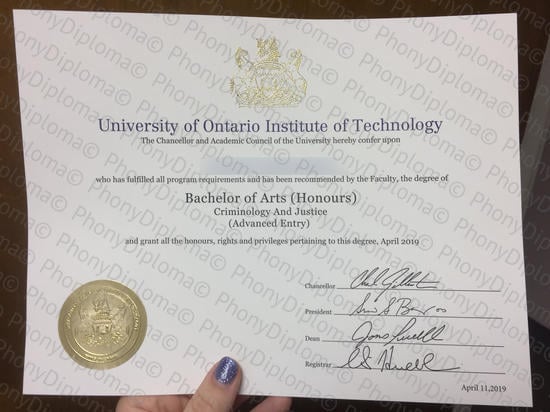 University of Ontario Institute of Technology
The Chancellor and Academic Council of the University hereby confer upon
who has fulfilled all program requirements and has been recommended by the Faculty, the degree of
Bachelor of Arts (Honours)
Criminology And Justice
(Advanced Entry)
and grant all the honours, rights and privileges pertaining to this degree, April 2019
Chancellor
President
Dean
Registrar
April 11,2019
PhonyDiploma©